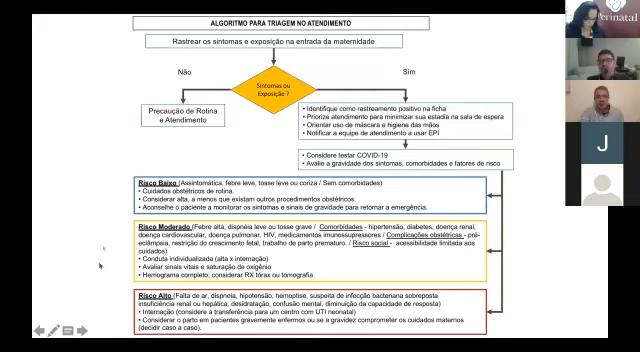 ALGORITMO PARA TRIAGEM NO ATENDIMENTO
Rastrear os sintomas e exposição na entrada da maternidade
Não
Sim
Sintomas ou
Exposição ?
Precaução de Rotina
e Atendimento
• Identifique como rastreamento positivo na ficha
• Priorize atendimento para minimizar sua estadia na sala de espera
• Orientar uso de máscara e higiene das mãos
• Notificar a equipe de atendimento a usar EPI
• Considere testar COVID-19
• Avalie a gravidade dos sintomas, comorbidades e fatores de risco
Risco Baixo (Assintomática, febre leve, tosse leve ou coriza / Sem comorbidades)
• Cuidados obstétricos de rotina.
• Considerar alta, a menos que existam outros procedimentos obstétricos.
• Aconselhe o paciente a monitorar os sintomas e sinais de gravidade para retornar a emergência.
Risco Moderado (Febre alta, dispnéia leve ou tosse grave / Comorbidades - hipertensão, diabetes, doença renal,
doença cardiovascular, doença pulmonar, HIV, medicamentos imunossupressores / Complicações obstétricas - pré-
eclâmpsia, restrição do crescimento fetal, trabalho de parto prematuro. / Risco social - acessibilidade limitada aos
cuidados)
• Conduta individualizada (alta x internação)
• Avaliar sinais vitais e saturação de oxigênio
• Hemograma completo; considerar RX tórax ou tomografia
Risco Alto (Falta de ar, dispneia, hipotensão, hemoptise, suspeita de infecção bacteriana sobreposta
insuficiência renal ou hepática, desidratação, confusão mental, diminuição da capacidade de resposta)
• Internação (considere a transferência para um centro com UTI neonatal)
• Considerar o parto em pacientes gravemente enfermos ou se a gravidez comprometer os cuidados maternos
(decidir caso a caso).
Perinatal
J